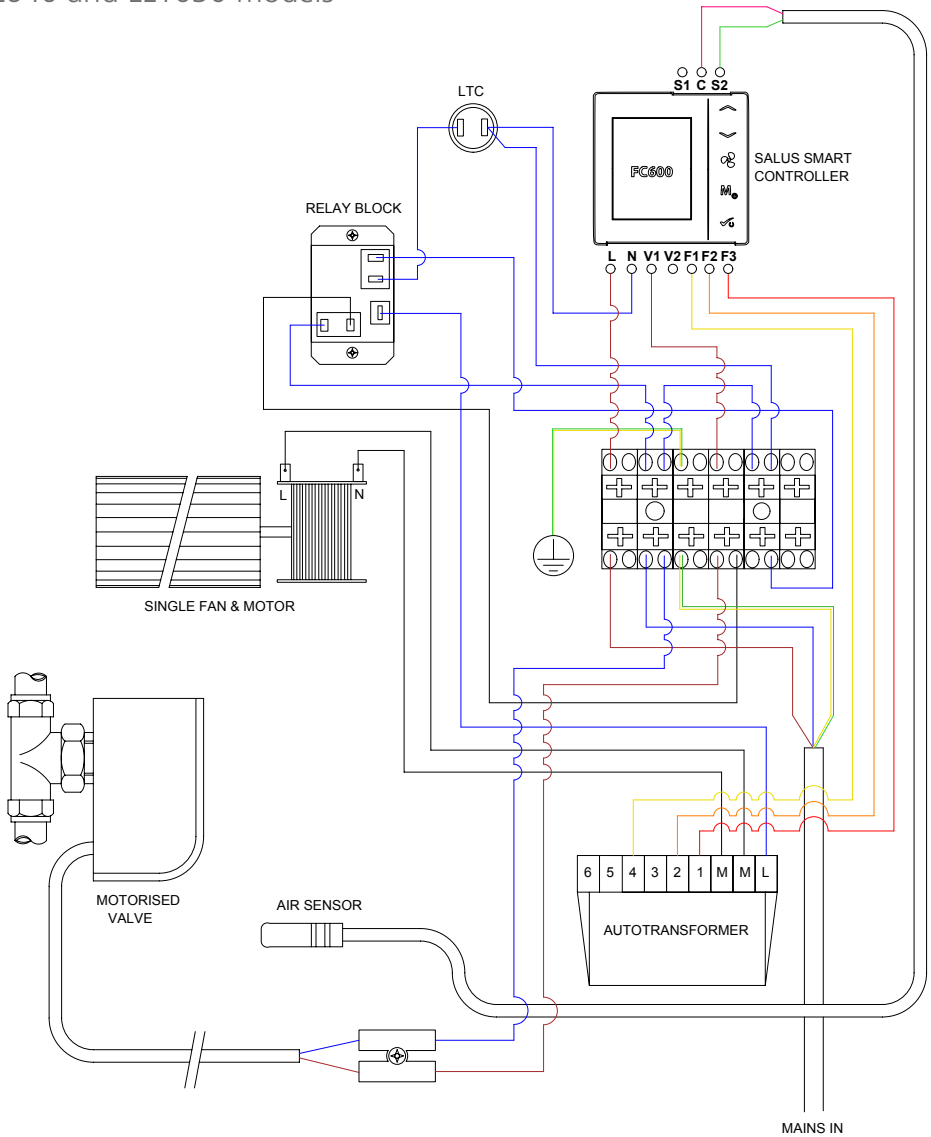 LTC
S1 C S2
FC600
M
SALUS SMART
CONTROLLER
RELAY BLOCK
L N V1 V2 F1 F2 F3
L
N
SINGLE FAN & MOTOR
MOTORISED
VALVE
AIR SENSOR
6 5 4 3 2 1 M M L
AUTOTRANSFORMER
MAINS IN